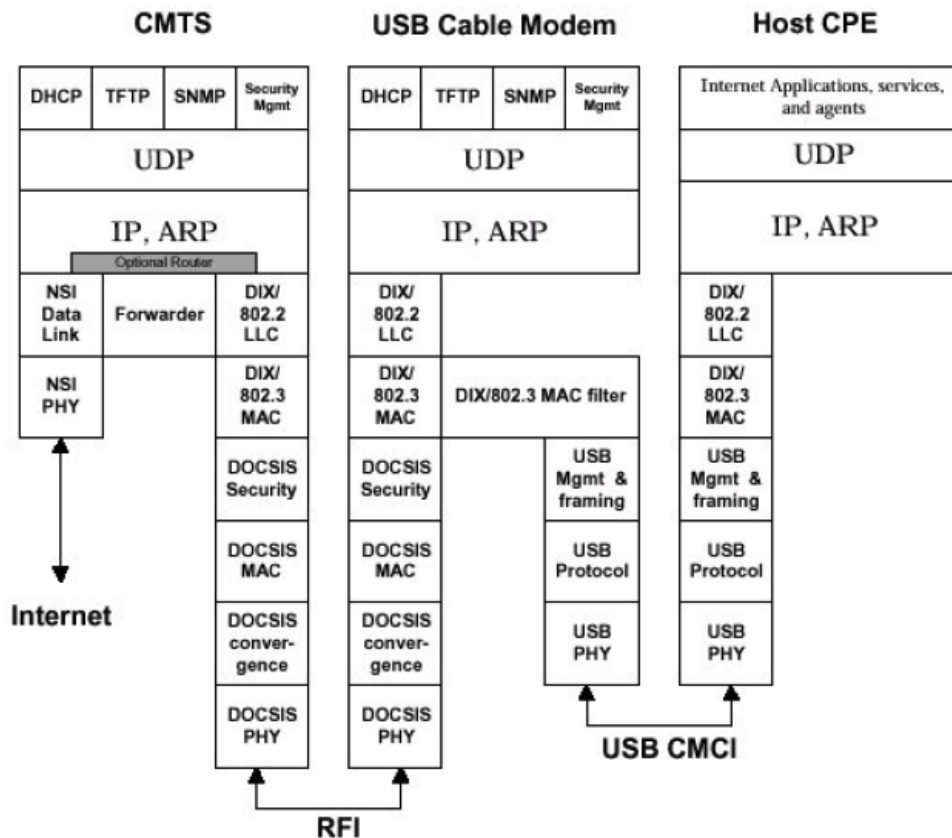 CMTS
USB Cable Modem
Host CPE
DHCP
TFTP
SNMP
Security
Mgmt
UDP
IP, ARP
Optional Router
NSI
Data
Link
Forwarder
DIX/
802.2
LLC
NSI
PHY
DIX/
802.3
MAC
DOCSIS
Security
DOCSIS
MAC
DOCSIS
conver-
gence
DOCSIS
PHY
Internet
DHCP
TFTP
SNMP
Security
Mgmt
UDP
IP, ARP
DIX/
802.2
LLC
DIX/
802.3
MAC
DIX/802.3 MAC filter
DOCSIS
Security
USB
Mgmt &
framing
DOCSIS
MAC
USB
Protocol
DOCSIS
conver-
gence
USB
PHY
DOCSIS
PHY
Internet Applications, services,
and agents
UDP
IP, ARP
DIX/
802.2
LLC
DIX/
802.3
MAC
USB
Mgmt &
framing
USB
Protocol
USB
PHY
USB CMCI
RFI